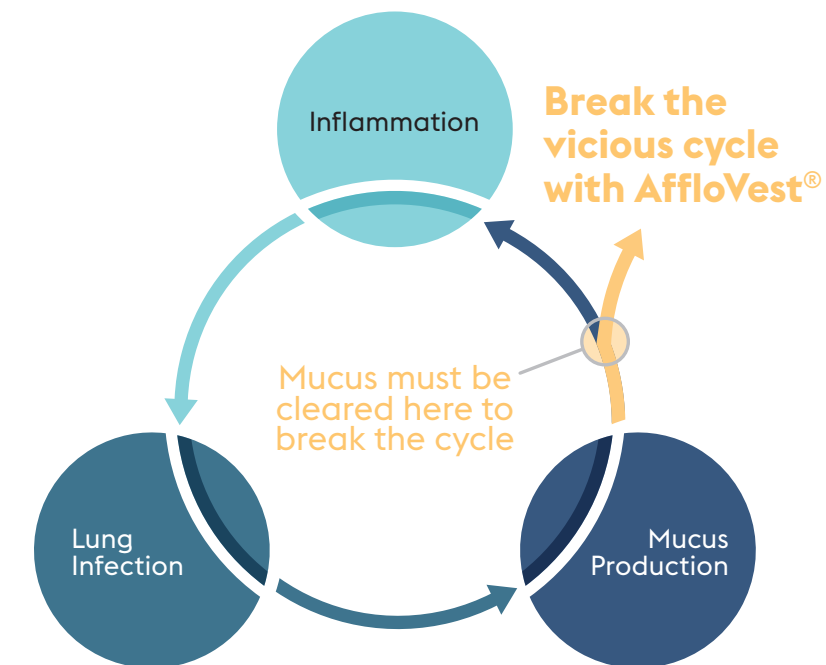 Inflammation
Break the
vicious cycle
with AffloVest®
Mucus must be
cleared here to
break the cycle
Lung
Infection
Mucus
Production